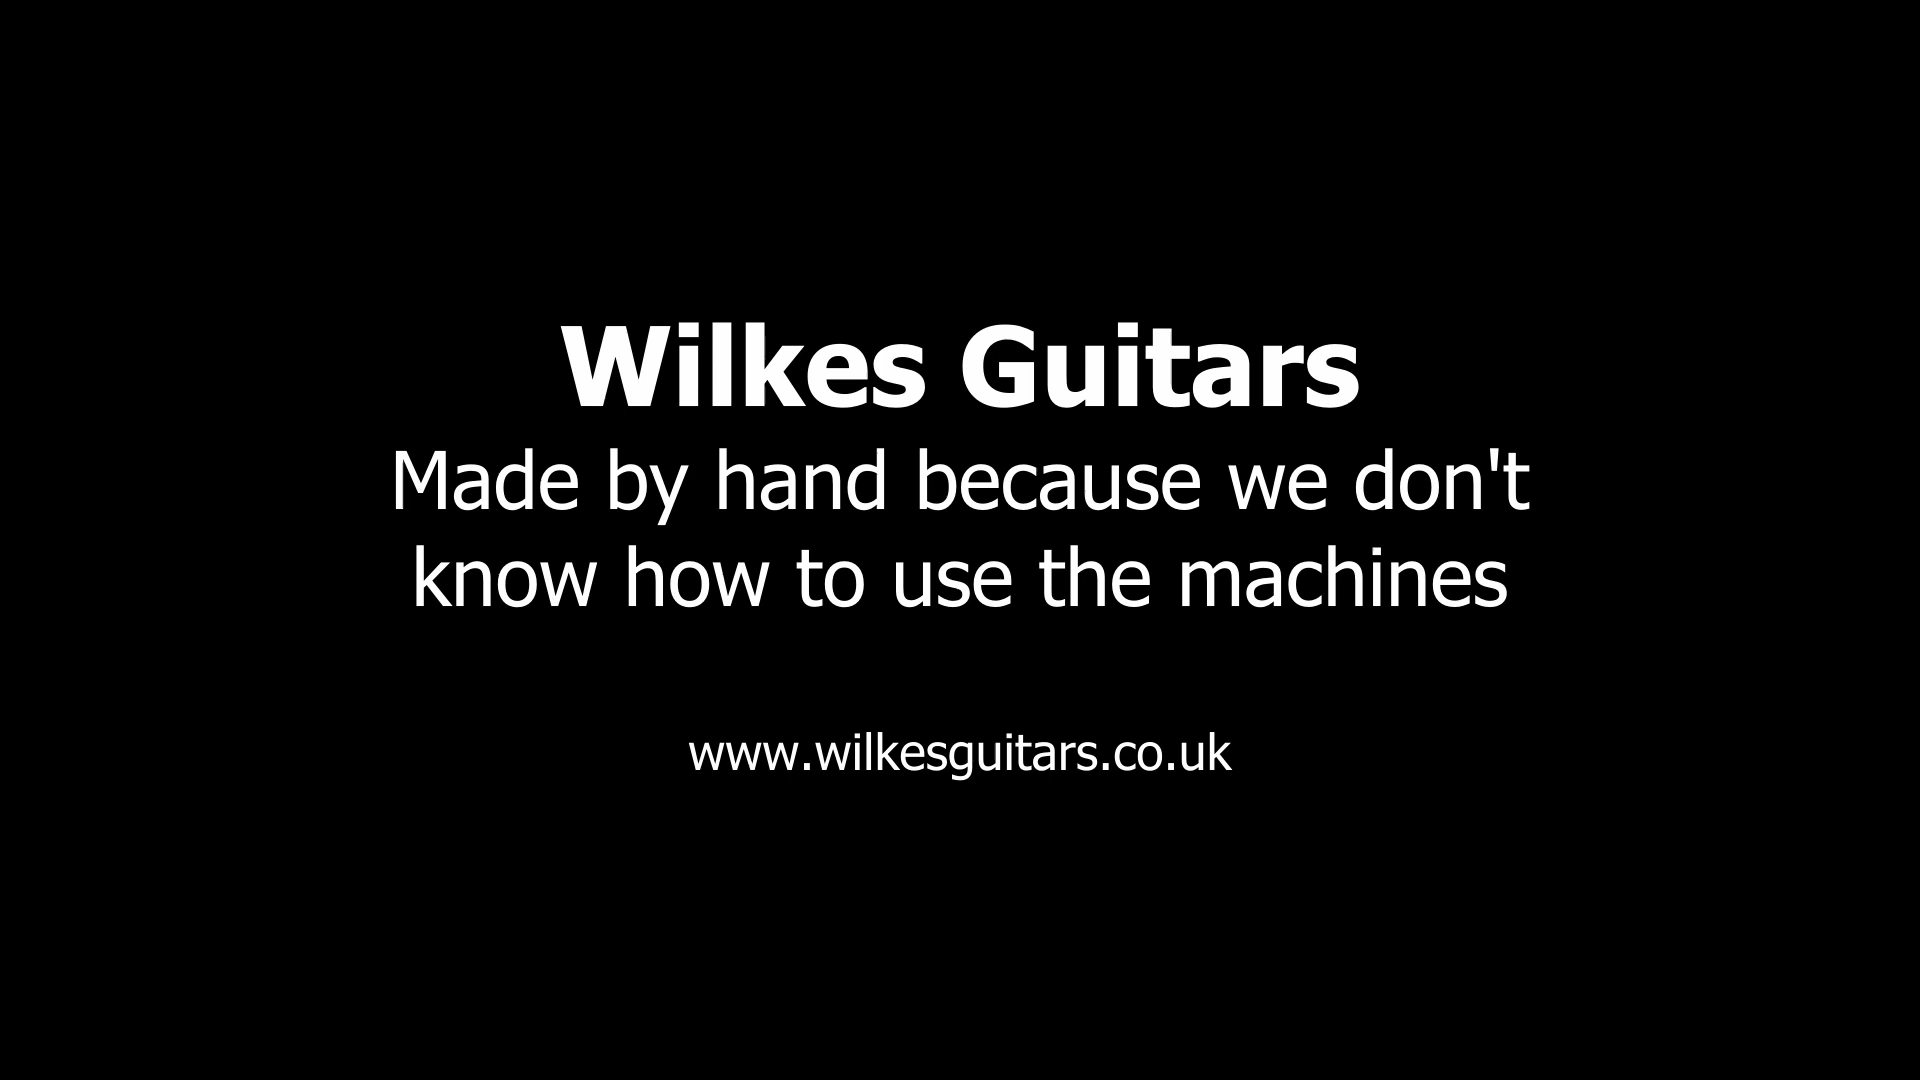 Wilkes Guitars
Made by hand because we don't
know how to use the machines
www.wilkesguitars.co.uk